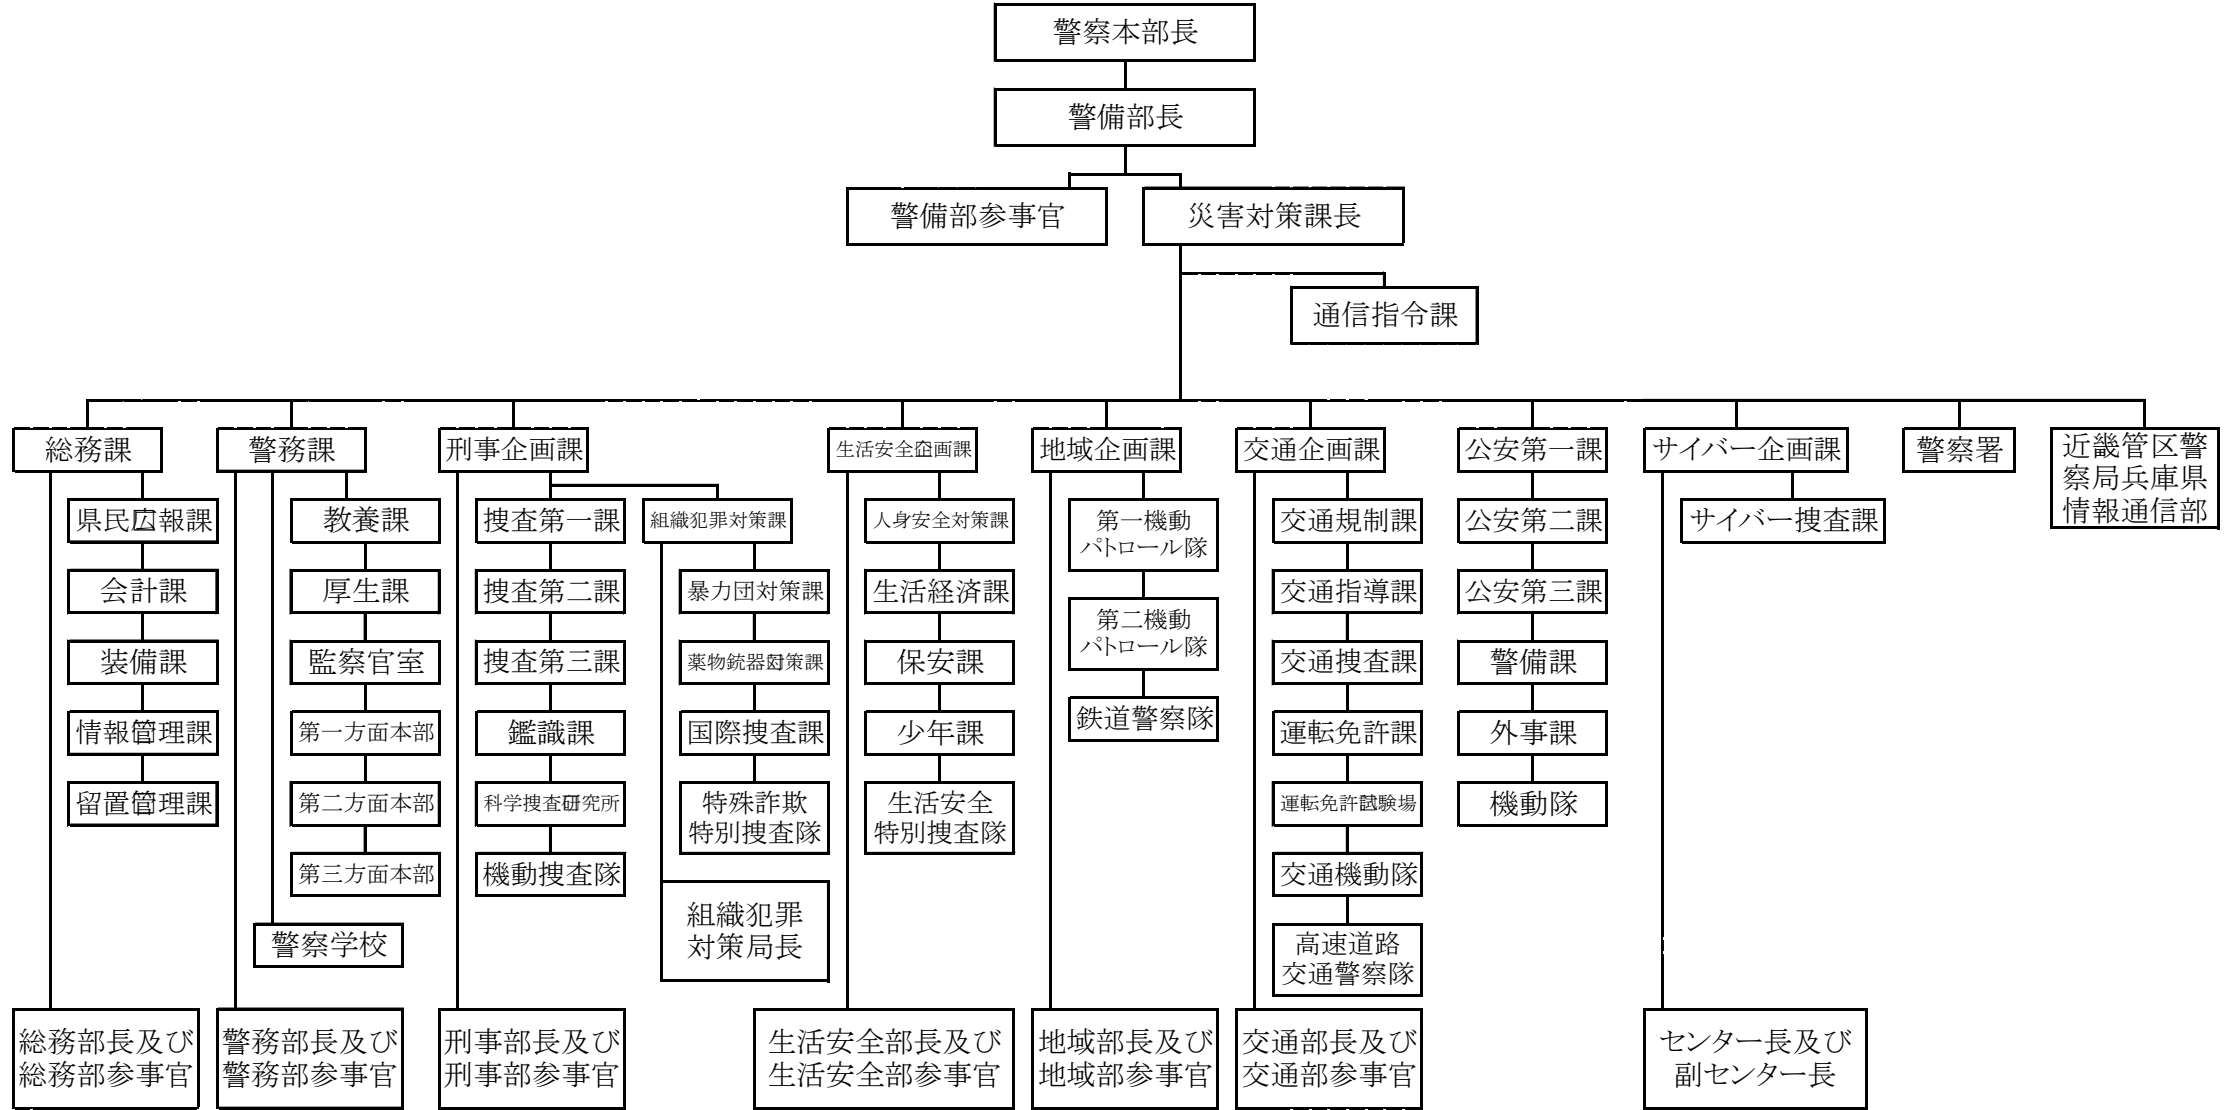 警察本部長
警備部長
警備部参事官
災害対策課長
通信指令課
総務課
県民広報課
会計課
装備課
情報管理課
留置管理課
総務部長及び
総務部参事官
警務課
教養課
厚生課
監察官室
第一方面本部
第二方面本部
第三方面本部
警察学校
警務部長及び
警務部参事官
刑事企画課
捜査第一課
捜査第二課
捜査第三課
鑑識課
科学捜査研究所
機動捜査隊
組織犯罪対策課
暴力団対策課
薬物銃器対策課
国際捜査課
特殊詐欺
特別捜査隊
組織犯罪
対策局長
刑事部長及び
刑事部参事官
生活安全企画課
人身安全対策課
生活経済課
保安課
少年課
生活安全
特別捜査隊
生活安全部長及び
生活安全部参事官
地域企画課
第一機動
パトロール隊
第二機動
パトロール隊
鉄道警察隊
地域部長及び
地域部参事官
交通企画課
交通規制課
交通指導課
交通捜査課
運転免許課
運転免許試験場
交通機動隊
高速道路
交通警察隊
交通部長及び
交通部参事官
公安第一課
公安第二課
公安第三課
警備課
外事課
機動隊
サイバー企画課
サイバー捜査課
センター長及び
副センター長
警察署
近畿管区警
察局兵庫県
情報通信部